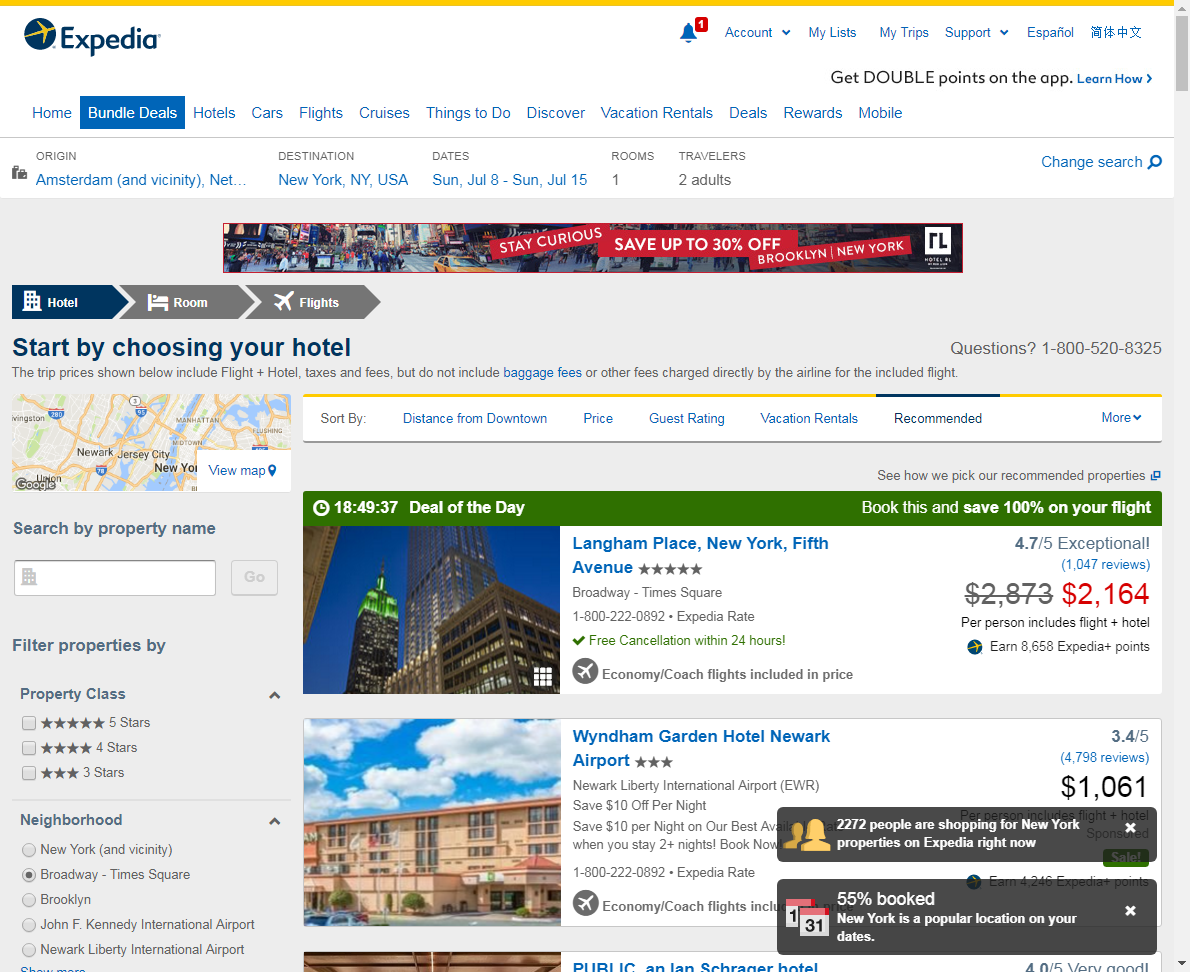 Expedia
1
Account
My Lists
My Trips
Support
Español
简体中文
Get DOUBLE points on the app. Learn How
Home
Bundle Deals
Hotels
Cars
Flights
Cruises
Things to Do
Discover
Vacation Rentals
Deals
Rewards
Mobile
ORIGIN
Amsterdam (and vicinity), Net...
DESTINATION
New York, NY, USA
DATES
Sun, Jul 8 - Sun, Jul 15
ROOMS
1
TRAVELERS
2 adults
Change search
STAY CURIOUS
SAVE UP TO 30% OFF
BROOKLYN | NEW YORK
RL
HOTEL RL
Hotel
Room
Flights
Start by choosing your hotel
Questions? 1-800-520-8325
The trip prices shown below include Flight + Hotel, taxes and fees, but do not include baggage fees or other fees charged directly by the airline for the included flight.
ivingston
280
3
95
MANHATTAN
FLUSHING
MIDTOWN
Newark
Jersey City
78
New Yor
Union
Google
View map
Sort By:
Distance from Downtown
Price
Guest Rating
Vacation Rentals
Recommended
More
See how we pick our recommended properties
Search by property name
Go
Filter properties by
Property Class
★★★★★ 5 Stars
★★★★ 4 Stars
★★★ 3 Stars
Neighborhood
New York (and vicinity)
Broadway - Times Square
Brooklyn
John F. Kennedy International Airport
Newark Liberty International Airport
Show more
18:49:37 Deal of the Day
Book this and save 100% on your flight
Langham Place, New York, Fifth
Avenue ★★★★★
Broadway - Times Square
1-800-222-0892 • Expedia Rate
Free Cancellation within 24 hours!
Economy/Coach flights included in price
4.7/5 Exceptional!
(1,047 reviews)
$2,873 $2,164
Per person includes flight + hotel
Earn 8,658 Expedia+ points
Wyndham Garden Hotel Newark
Airport ★★★
Newark Liberty International Airport (EWR)
Save $10 Off Per Night
Save $10 per Night on Our Best Available
when you stay 2+ nights! Book Now
1-800-222-0892 • Expedia Rate
Economy/Coach flights included in price
3.4/5
(4,798 reviews)
$1,061
Per person includes flight + hotel
Sponsored
Sale!
Earn 4,246 Expedia+ points
2272 people are shopping for New York
properties on Expedia right now
1
31
55% booked
New York is a popular location on your
dates.
PUBLIC, an Ian Schrager hotel
4.0/5 Very good!